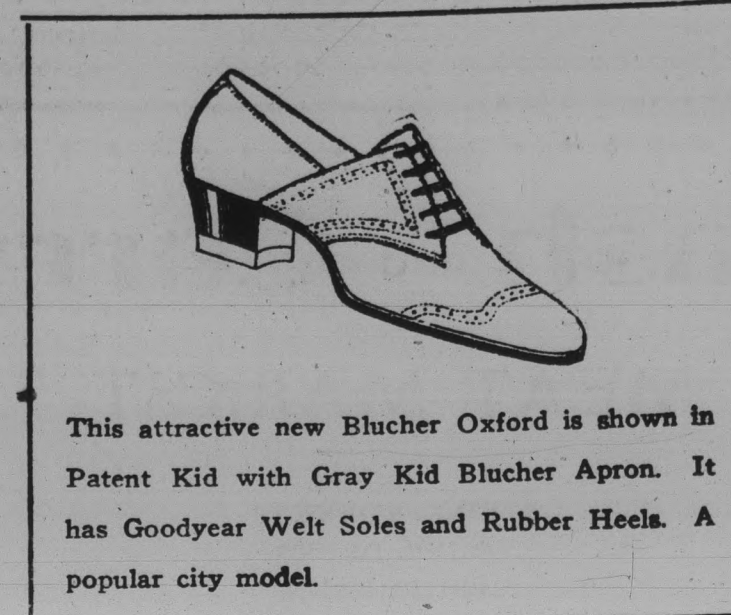 This attractive new Blucher Oxford is shown in
Patent Kid with Gray Kid Blucher Apron. It
has Goodyear Welt Soles and Rubber Heels. A
popular city model.